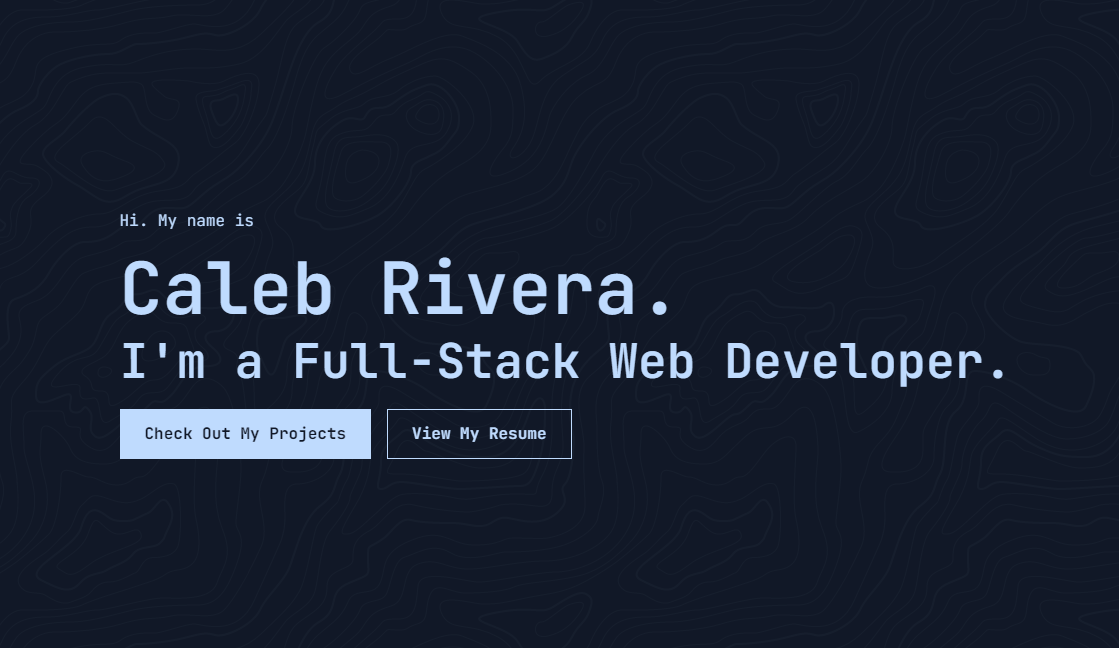 Hi. My name is
Caleb Rivera.
I'm a Full-Stack Web Developer.
Check Out My Projects
View My Resume